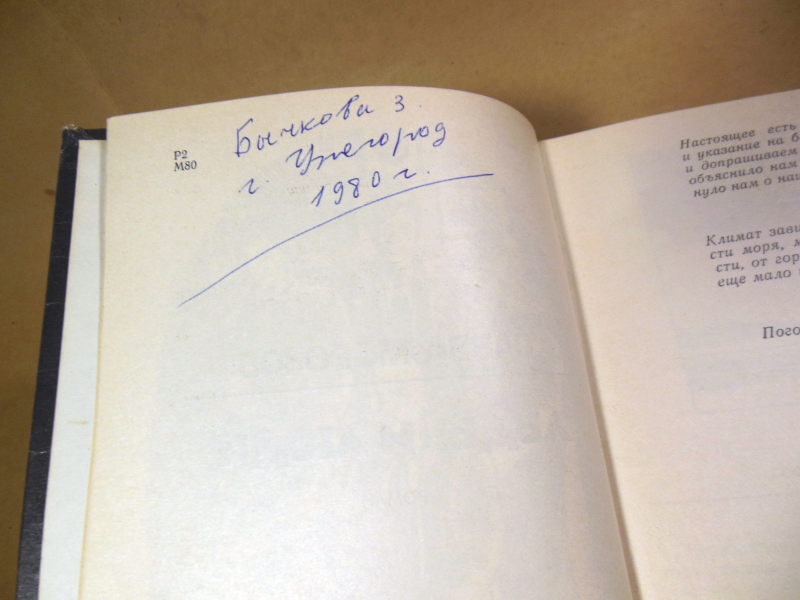 Р2
М80
Бычкова З.
г. Ужгород
1980 г.
Настоящее есть
и указание на б
и допрашиваем
объяснило нам
нуло нам о наш
Климат зави
сти моря, м
сти, от гор
еще мало
Пого